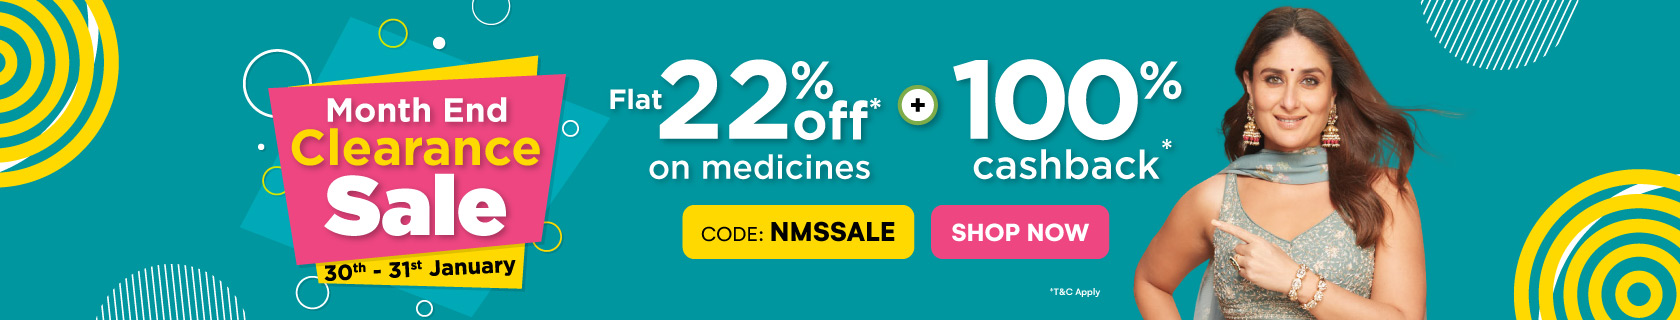 Month End
Clearance
Sale
30th - 31st January
Flat 22% off*
on medicines
+
100%
cashback*
CODE: NMSSALE
SHOP NOW
*T&C Apply